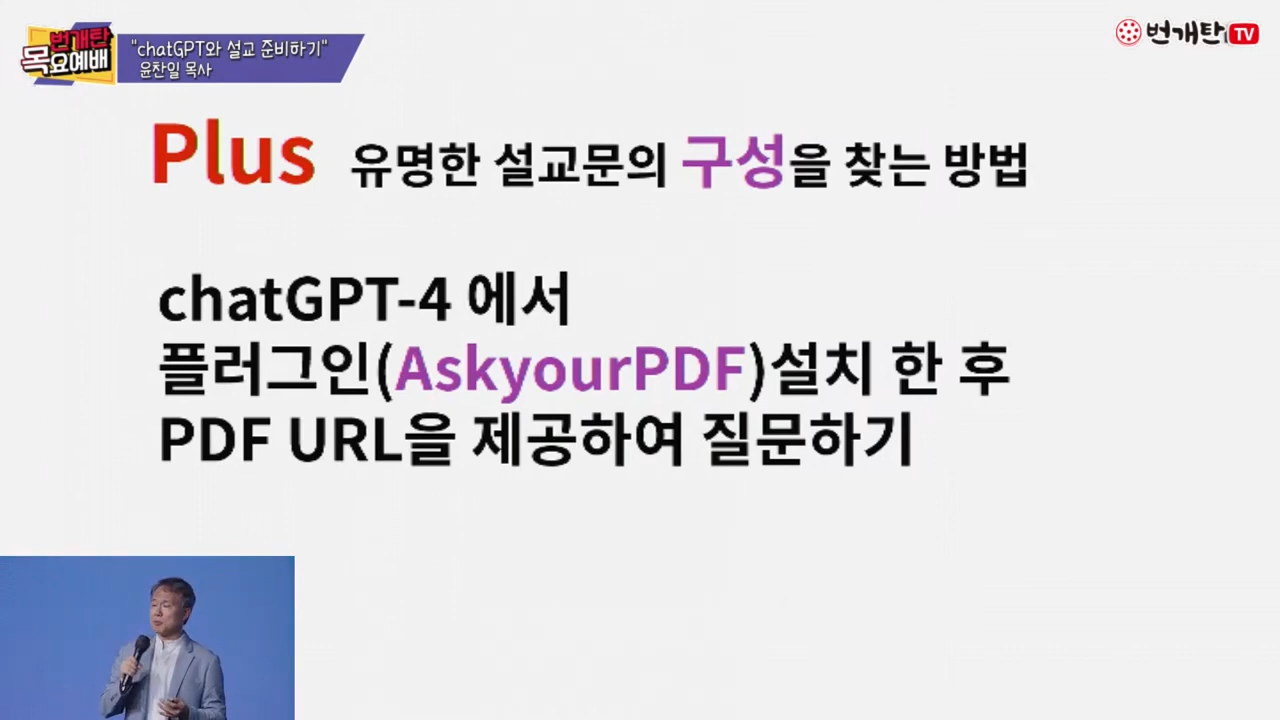 번개탄
목요예배
"chatGPT와 설교 준비하기"
윤찬일 목사
번개탄 TV
Plus 유명한 설교문의 구성을 찾는 방법
chatGPT-4 에서
플러그인(AskyourPDF)설치 한 후
PDF URL을 제공하여 질문하기